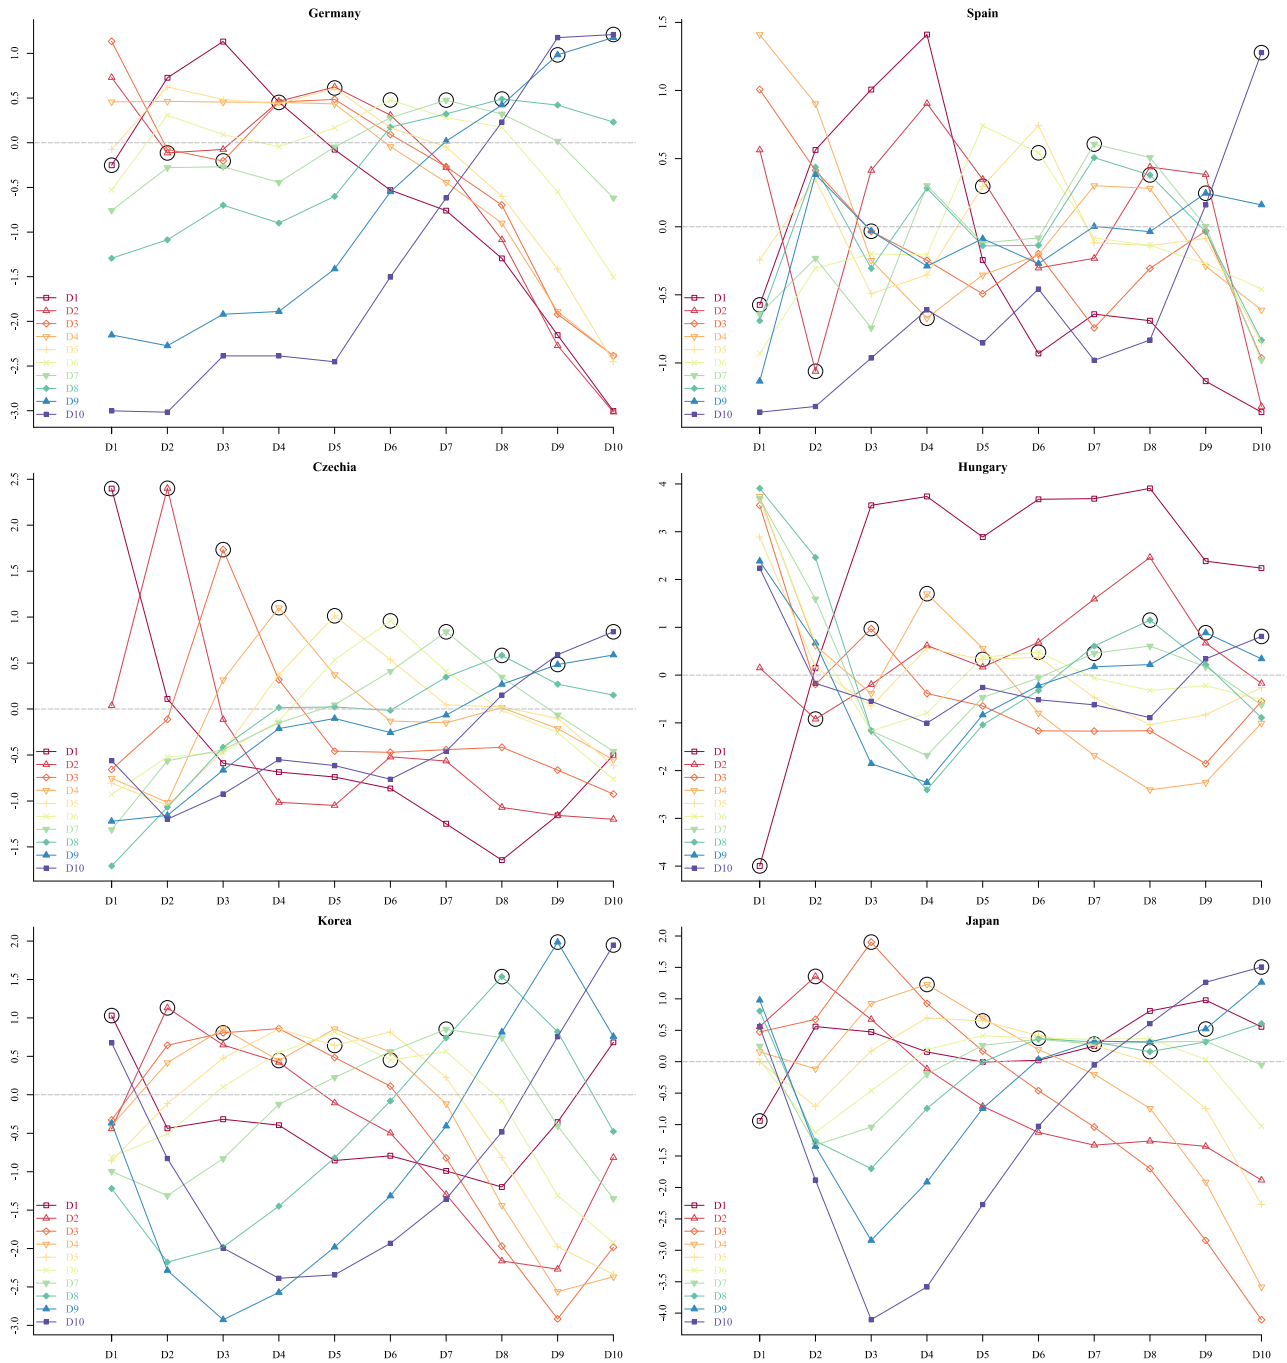 Germany
1.0
0.5
0.0
-0.5
-1.0
-1.5
-2.0
-2.5
-3.0
D1
D2
D3
D4
D5
D6
D7
D8
D9
D10
D1 D2 D3 D4 D5 D6 D7 D8 D9 D10
Spain
1.5
1.0
0.5
0.0
-0.5
-1.0
D1
D2
D3
D4
D5
D6
D7
D8
D9
D10
D1 D2 D3 D4 D5 D6 D7 D8 D9 D10
Czechia
2.5
2.0
1.5
1.0
0.5
0.0
-0.5
-1.0
-1.5
D1
D2
D3
D4
D5
D6
D7
D8
D9
D10
D1 D2 D3 D4 D5 D6 D7 D8 D9 D10
Hungary
4
3
2
1
0
-1
-2
-3
-4
D1
D2
D3
D4
D5
D6
D7
D8
D9
D10
D1 D2 D3 D4 D5 D6 D7 D8 D9 D10
Korea
2.0
1.5
1.0
0.5
0.0
-0.5
-1.0
-1.5
-2.0
-2.5
-3.0
D1
D2
D3
D4
D5
D6
D7
D8
D9
D10
D1 D2 D3 D4 D5 D6 D7 D8 D9 D10
Japan
2.0
1.5
1.0
0.5
0.0
-0.5
-1.0
-1.5
-2.0
-2.5
-3.0
-3.5
-4.0
D1
D2
D3
D4
D5
D6
D7
D8
D9
D10
D1 D2 D3 D4 D5 D6 D7 D8 D9 D10